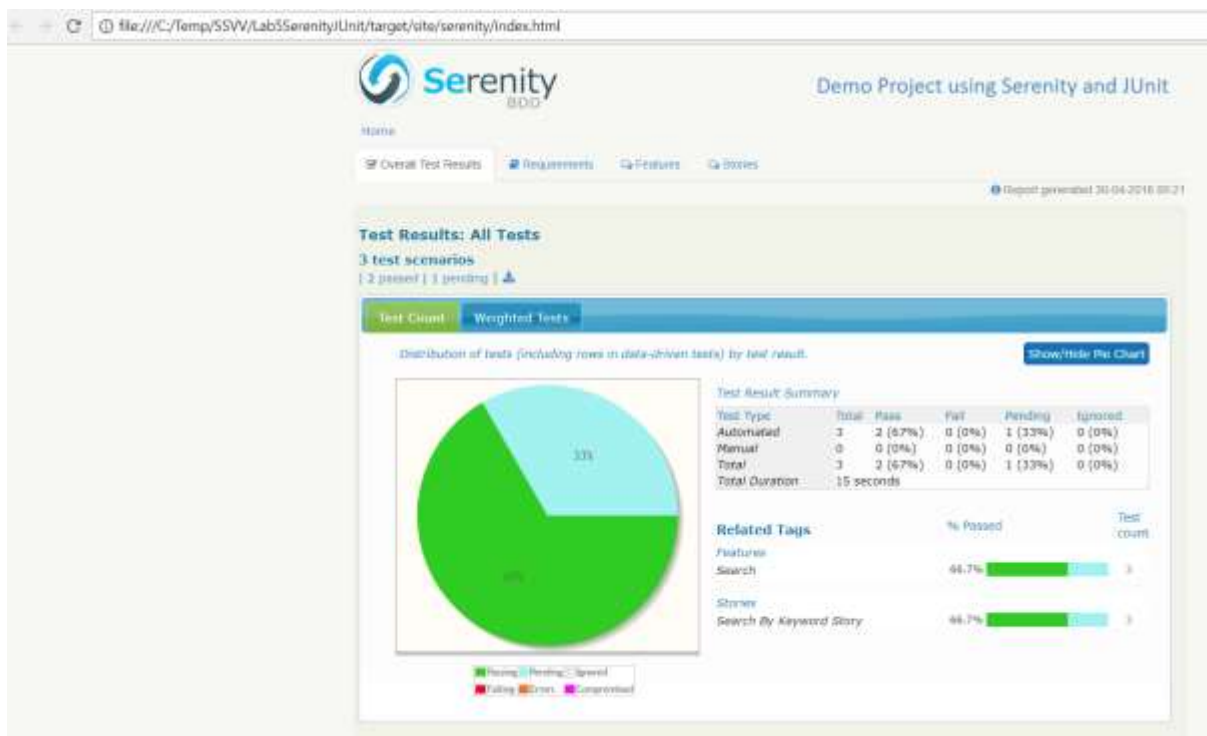 file:///C:/Temp/SSVV/Lab5SerenityJUnit/target/site/serenity/index.html
Serenity
BDD
Demo Project using Serenity and JUnit
Home
Overall Test Results Requirements Features Stories
Report generated 30-04-2016
Test Results: All Tests
3 test scenarios
| 2 passed | 1 pending |
Test Count Weighted Tests
Distribution of tests (including rows in data-driven tests) by test result.
Show/Hide Pie Chart
33%
Test Result Summary
Test Type Total Pass Fail Pending Ignored
Automated 3 2 (67%) 0 (0%) 1 (33%) 0 (0%)
Manual 0 0 (0%) 0 (0%) 0 (0%) 0 (0%)
Total 3 2 (67%) 0 (0%) 1 (33%) 0 (0%)
Total Duration 15 seconds
Related Tags % Passed Test count
Features
Search 66.7% 3
Stories
Search By Keyword Story 66.7% 3
Passing Pending Ignored
Failing Errors Compromised